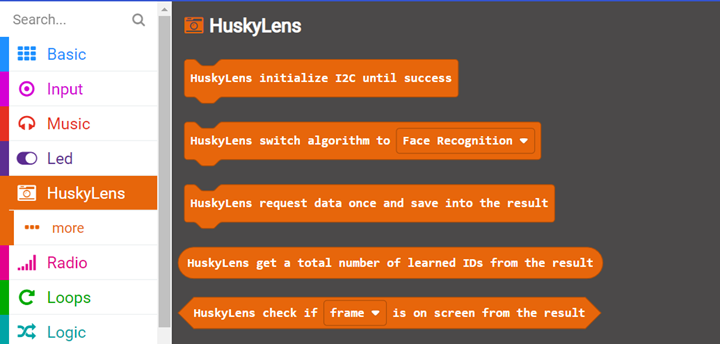 Search...
Basic
Input
Music
Led
HuskyLens
more
Radio
Loops
Logic
HuskyLens
HuskyLens initialize I2C until success
HuskyLens switch algorithm to Face Recognition
HuskyLens request data once and save into the result
HuskyLens get a total number of learned IDs from the result
HuskyLens check if frame is on screen from the result